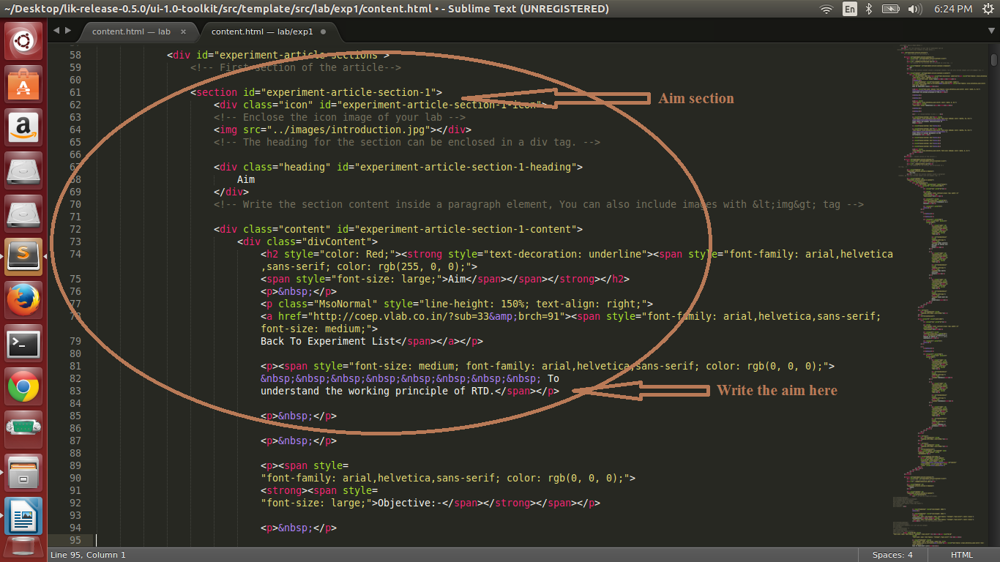 ~/Desktop/lik-release-0.5.0/ui-1.0-toolkit/src/template/src/lab/exp1/content.html • - Sublime Text (UNREGISTERED)
En
6:24 PM
content.html — lab ×
content.html — lab/exp1
58 <div id="experiment-article-sections">
59 <!-- First section of the article-->
60
61 <section id="experiment-article-section-1">
Aim section
62 <div class="icon" id="experiment-article-section-1-icon">
63 <!-- Enclose the icon image of your lab -->
64 <img src="../images/introduction.jpg"></div>
65 <!-- The heading for the section can be enclosed in a div tag. -->
66
67 <div class="heading" id="experiment-article-section-1-heading">
68 Aim
69 </div>
70 <!-- Write the section content inside a paragraph element, You can also include images with &lt;img&gt; tag -->
71
72 <div class="content" id="experiment-article-section-1-content">
73 <div class="divContent">
74 <h2 style="color: Red;"><strong style="text-decoration: underline"><span style="font-family: arial,helvetica
,sans-serif; color: rgb(255, 0, 0);">
75 <span style="font-size: large;">Aim</span></span></strong></h2>
76 <p>&nbsp;</p>
77 <p class="MsoNormal" style="line-height: 150%; text-align: right;">
78 <a href="http://coep.vlab.co.in/?sub=33&amp;brch=91"><span style="font-family: arial,helvetica,sans-serif;
font-size: medium;">
79 Back To Experiment List</span></a></p>
80
81 <p><span style="font-size: medium; font-family: arial,helvetica,sans-serif; color: rgb(0, 0, 0);">
82 &nbsp;&nbsp;&nbsp;&nbsp;&nbsp;&nbsp;&nbsp;&nbsp; To
83 understand the working principle of RTD.</span></p>
Write the aim here
84
85 <p>&nbsp;</p>
86
87 <p>&nbsp;</p>
88
89 <p><span style=
90 "font-family: arial,helvetica,sans-serif; color: rgb(0, 0, 0);">
91 <strong><span style=
92 "font-size: large;">Objective:-</span></strong></span></p>
93
94 <p>&nbsp;</p>
95
Line 95, Column 1
Spaces: 4
HTML